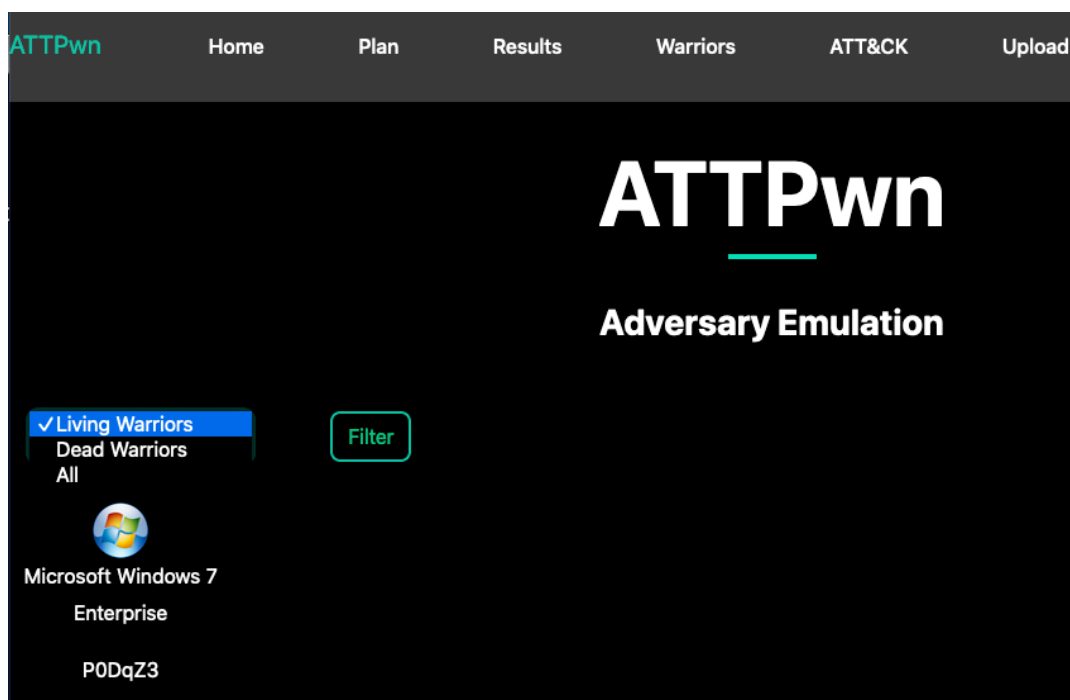 ATTPwn Home Plan Results Warriors ATT&CK Upload
ATTPwn
Adversary Emulation
✓Living Warriors
Dead Warriors
All
Filter
Microsoft Windows 7
Enterprise
P0DqZ3